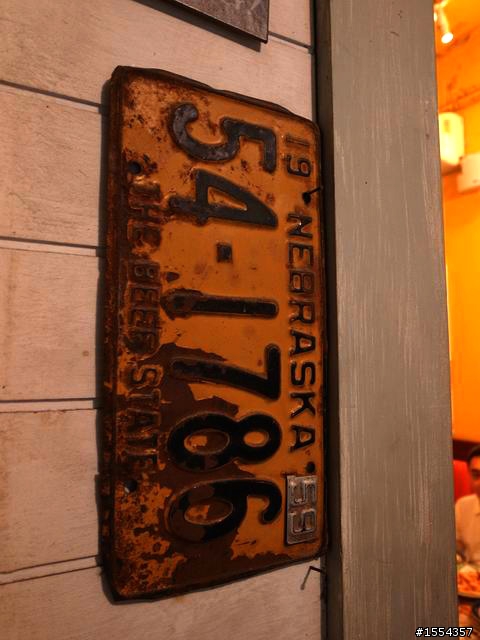 19 NEBRASKA 59
54-1786
THE BEEF STATE
#1554357